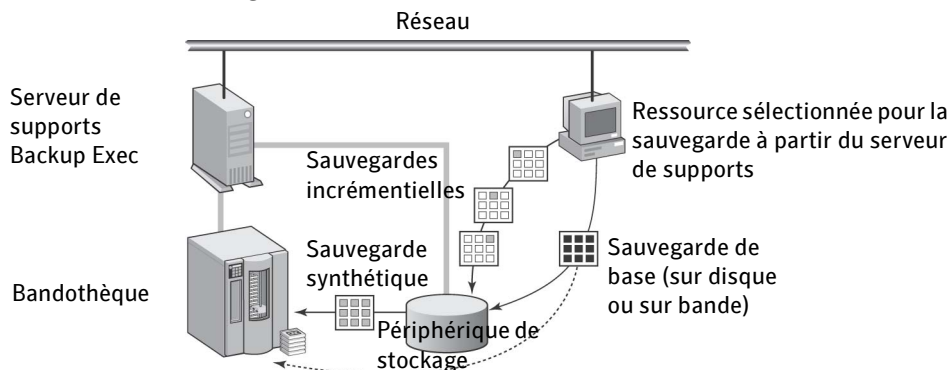 Réseau
Serveur de
supports
Backup Exec
Ressource sélectionnée pour la
sauvegarde à partir du serveur
de supports
Sauvegardes
incrémentielles
Sauvegarde
synthétique
Sauvegarde de
base (sur disque
ou sur bande)
Bandothèque
Périphérique de
stockage